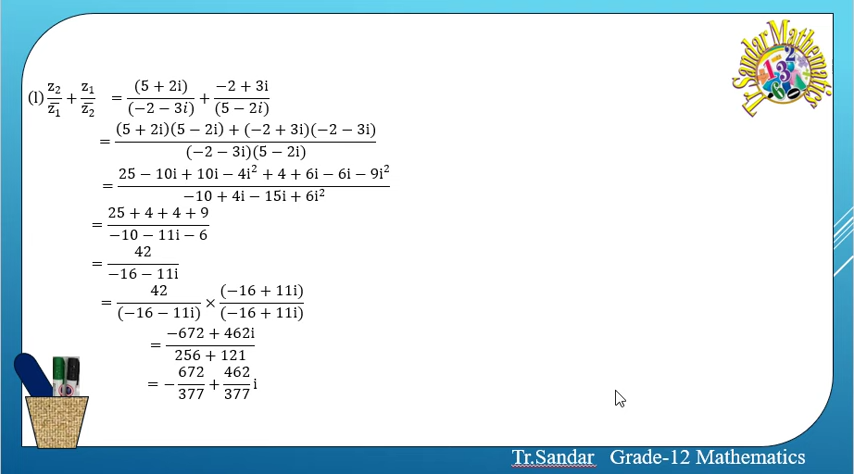 Tr.Sandar Mathematics
(l) z₂/z₁ + z₁/z₂ = (5 + 2i)/(−2 − 3i) + −2 + 3i/(5 − 2i)
= (5 + 2i)(5 − 2i) + (−2 + 3i)(−2 − 3i)/(−2 − 3i)(5 − 2i)
= 25 − 10i + 10i − 4i² + 4 + 6i − 6i − 9i²/−10 + 4i − 15i + 6i²
= 25 + 4 + 4 + 9/−10 − 11i − 6
= 42/−16 − 11i
= 42/(−16 − 11i) × (−16 + 11i)/(−16 + 11i)
= −672 + 462i/256 + 121
= −672/377 + 462/377 i
Tr.Sandar Grade-12 Mathematics